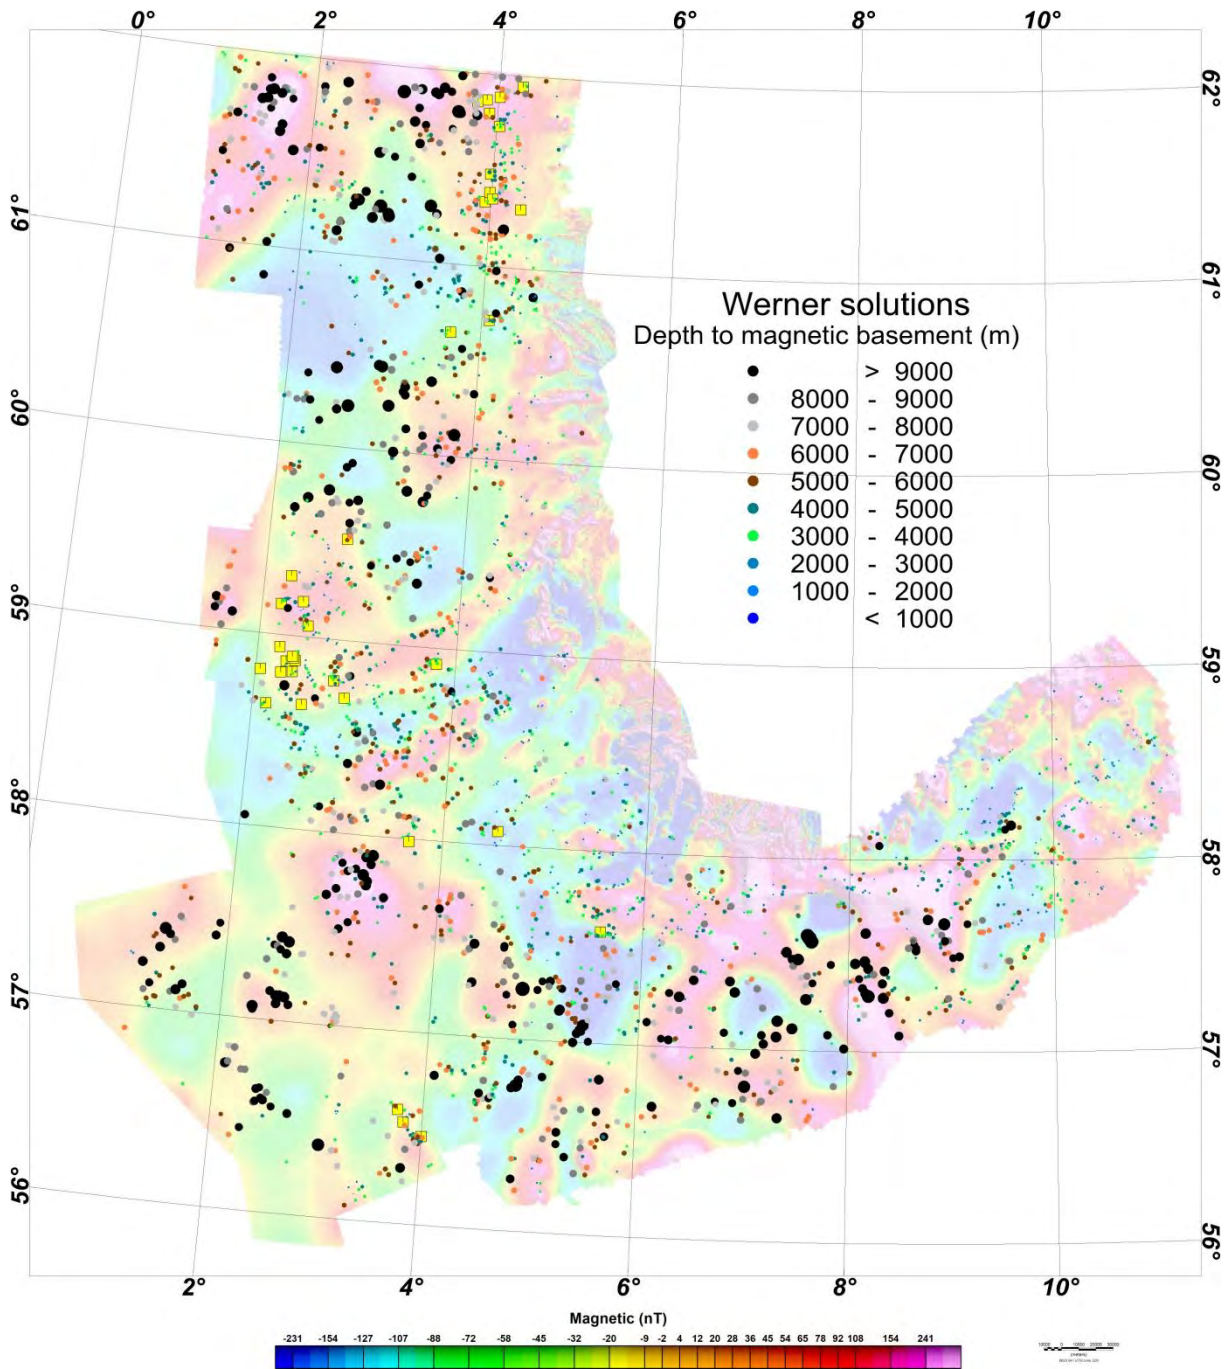 0° 2° 4° 6° 8° 10°
62°
61° 61°
Werner solutions
Depth to magnetic basement (m)
> 9000
8000 - 9000
7000 - 8000
6000 - 7000
5000 - 6000
4000 - 5000
3000 - 4000
2000 - 3000
1000 - 2000
< 1000
60° 60°
59° 59°
58° 58°
57° 57°
56° 56°
2° 4° 6° 8° 10°
Magnetic (nT)
-231 -154 -127 -107 -88 -72 -58 -45 -32 -20 -9 -2 4 12 20 28 36 45 54 65 78 92 108 154 241